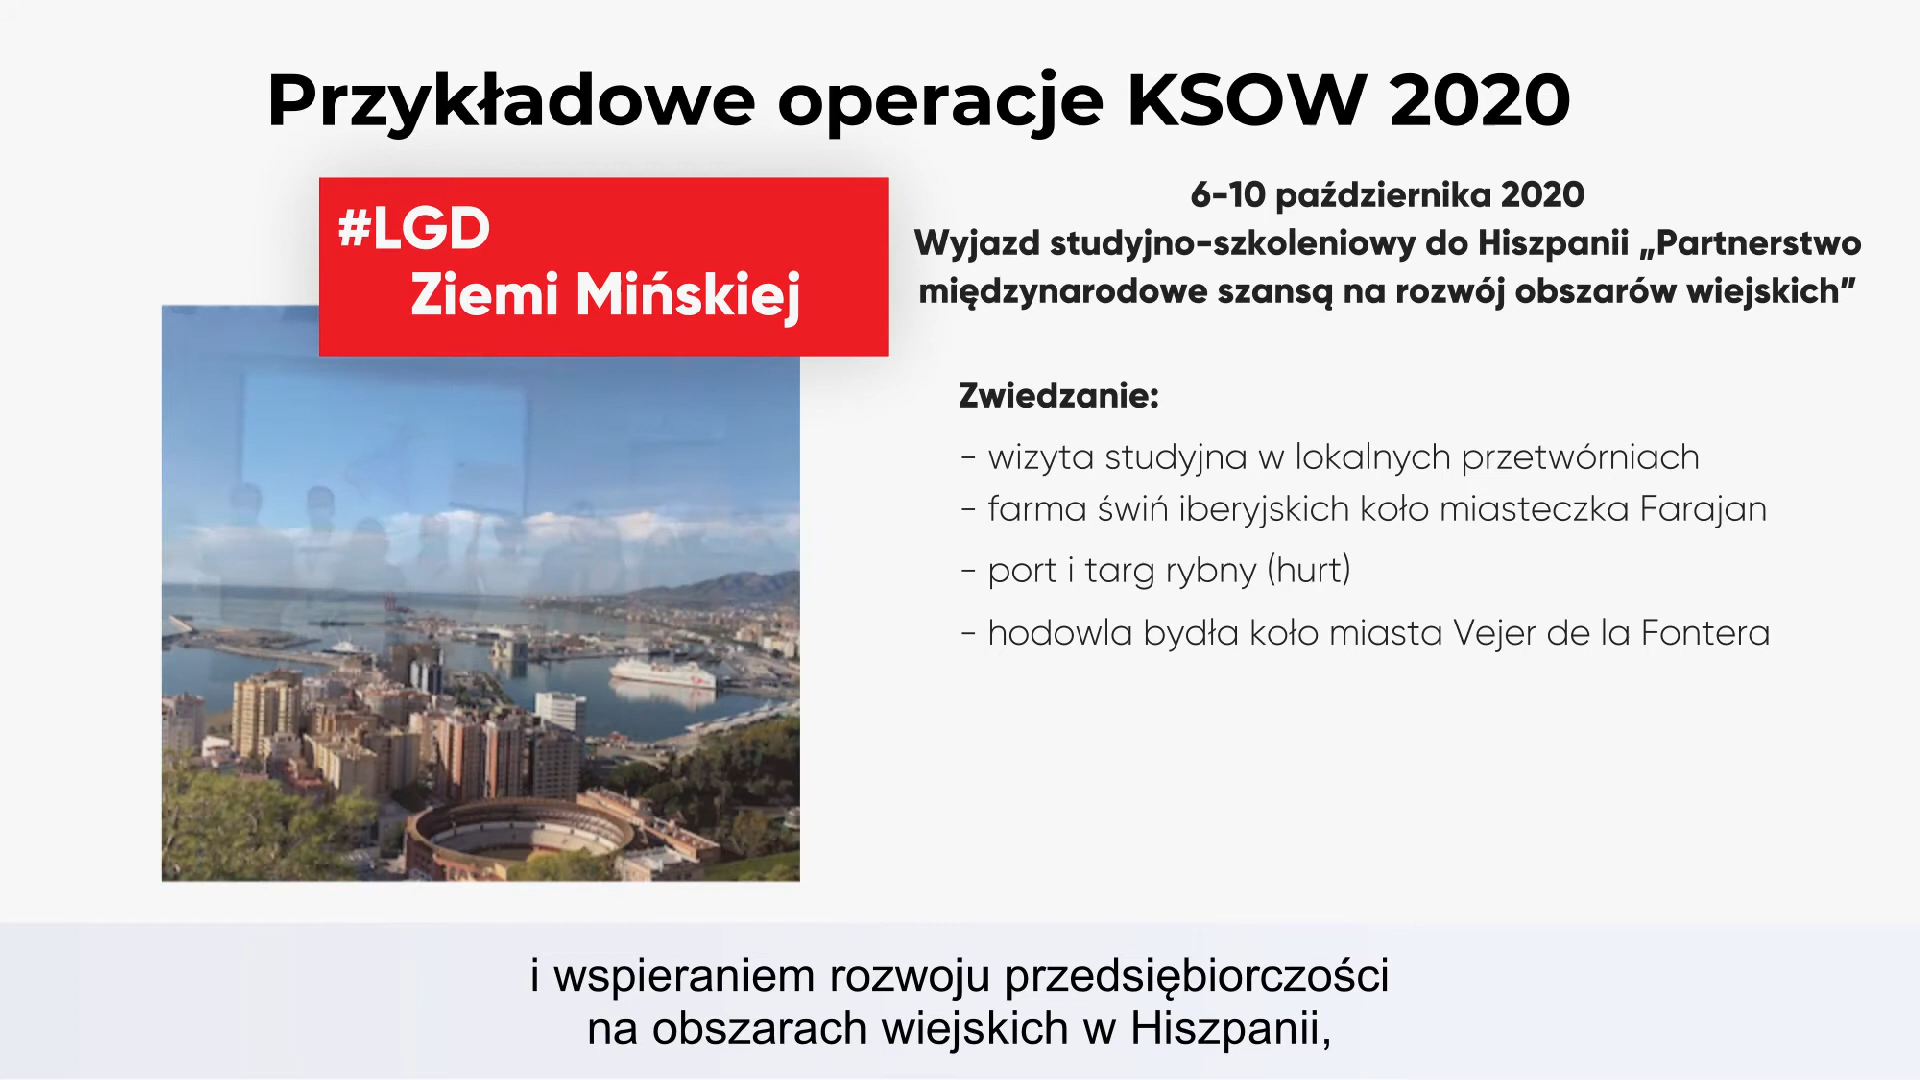 Przykładowe operacje KSOW 2020
#LGD
Ziemi Mińskiej
6-10 października 2020
Wyjazd studyjno-szkoleniowy do Hiszpanii „Partnerstwo
międzynarodowe szansą na rozwój obszarów wiejskich”
Zwiedzanie:
- wizyta studyjna w lokalnych przetwórniach
- farma świń iberyjskich koło miasteczka Farajan
- port i targ rybny (hurt)
- hodowla bydła koło miasta Vejer de la Fontera
i wspieraniem rozwoju przedsiębiorczości
na obszarach wiejskich w Hiszpanii,